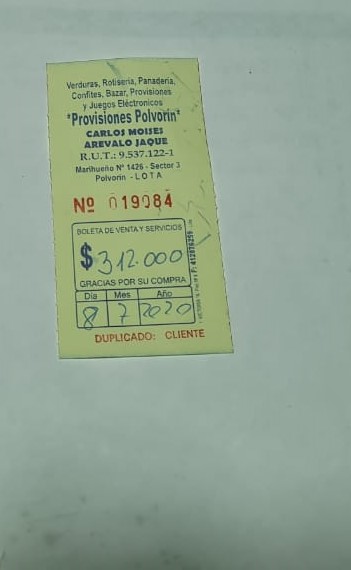 Verduras, Rotiseria, Panadería,
Confites, Bazar, Provisiones
y Juegos Eléctronicos
"Provisiones Polvorín"
CARLOS MOISES
AREVALO JAQUE
R.U.T.: 9.537.122-1
Marihueño Nº 1426 - Sector 3
Polvorín - LOTA
Nº 019084
BOLETA DE VENTA Y SERVICIOS
$ 312.000
GRACIAS POR SU COMPRA
Día Mes Año
8 7 2020
DUPLICADO: CLIENTE